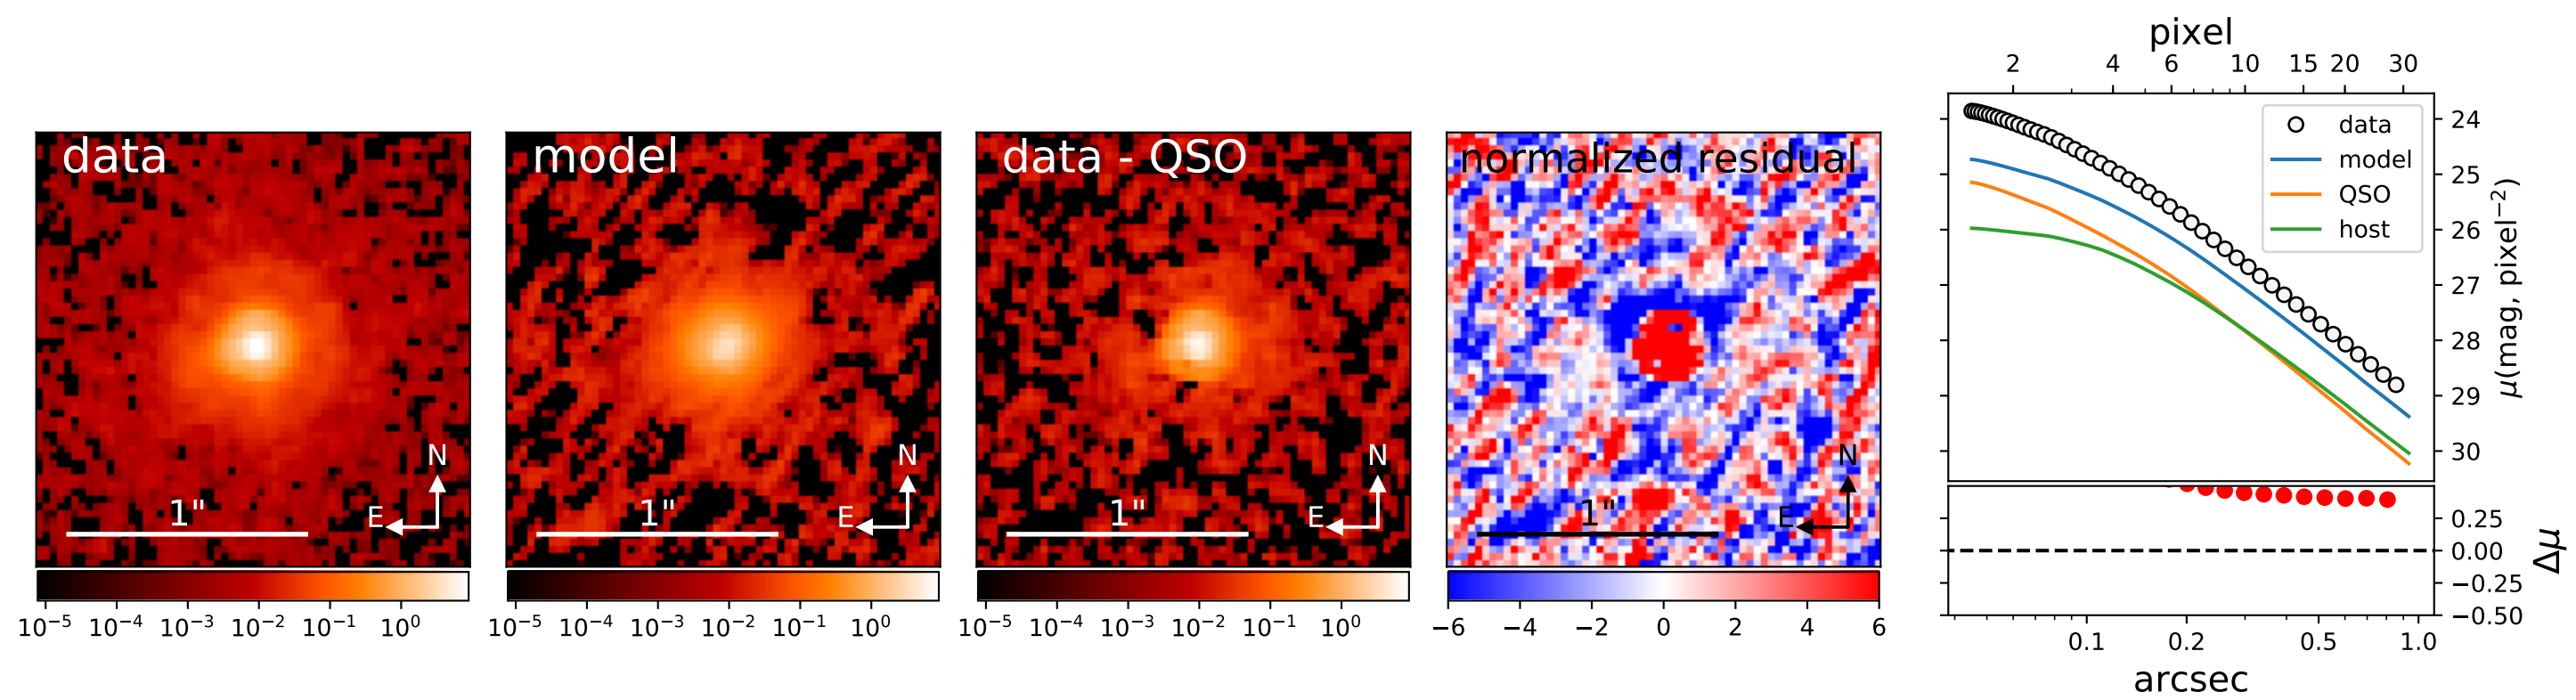 data
N
1"
E
10⁻⁵ 10⁻⁴ 10⁻³ 10⁻² 10⁻¹ 10⁰
model
N
1"
E
10⁻⁵ 10⁻⁴ 10⁻³ 10⁻² 10⁻¹ 10⁰
data - QSO
N
1"
E
10⁻⁵ 10⁻⁴ 10⁻³ 10⁻² 10⁻¹ 10⁰
normalized residual
N
1"
E
−6 −4 −2 0 2 4 6
pixel
2 4 6 10 15 20 30
data
model
QSO
host
24
25
26
27
28
29
30
μ(mag, pixel⁻²)
0.25
0.00
−0.25
−0.50
Δμ
0.1 0.2 0.5 1.0
arcsec